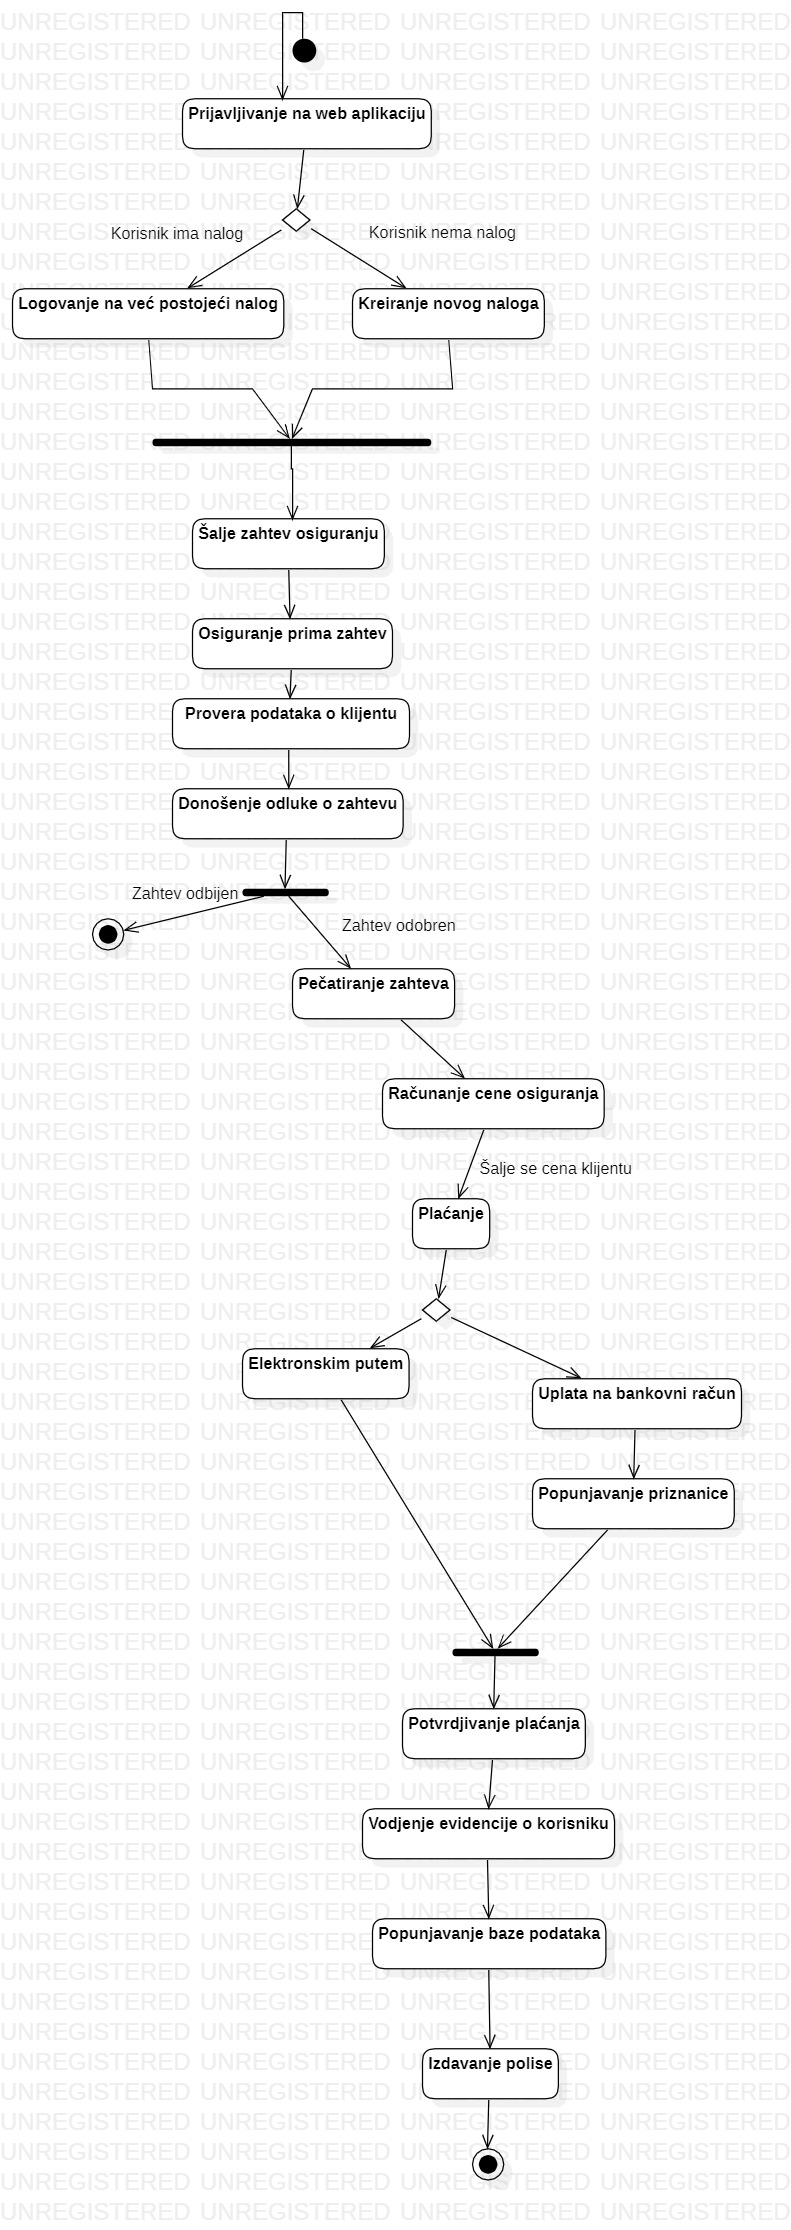 Prijavljivanje na web aplikaciju
Korisnik ima nalog
Korisnik nema nalog
Logovanje na već postojeći nalog
Kreiranje novog naloga
Šalje zahtev osiguranju
Osiguranje prima zahtev
Provera podataka o klijentu
Donošenje odluke o zahtevu
Zahtev odbijen
Zahtev odobren
Pečatiranje zahteva
Računanje cene osiguranja
Šalje se cena klijentu
Plaćanje
Elektronskim putem
Uplata na bankovni račun
Popunjavanje priznanice
Potvrdjivanje plaćanja
Vodjenje evidencije o korisniku
Popunjavanje baze podataka
Izdavanje polise
UNREGISTERED